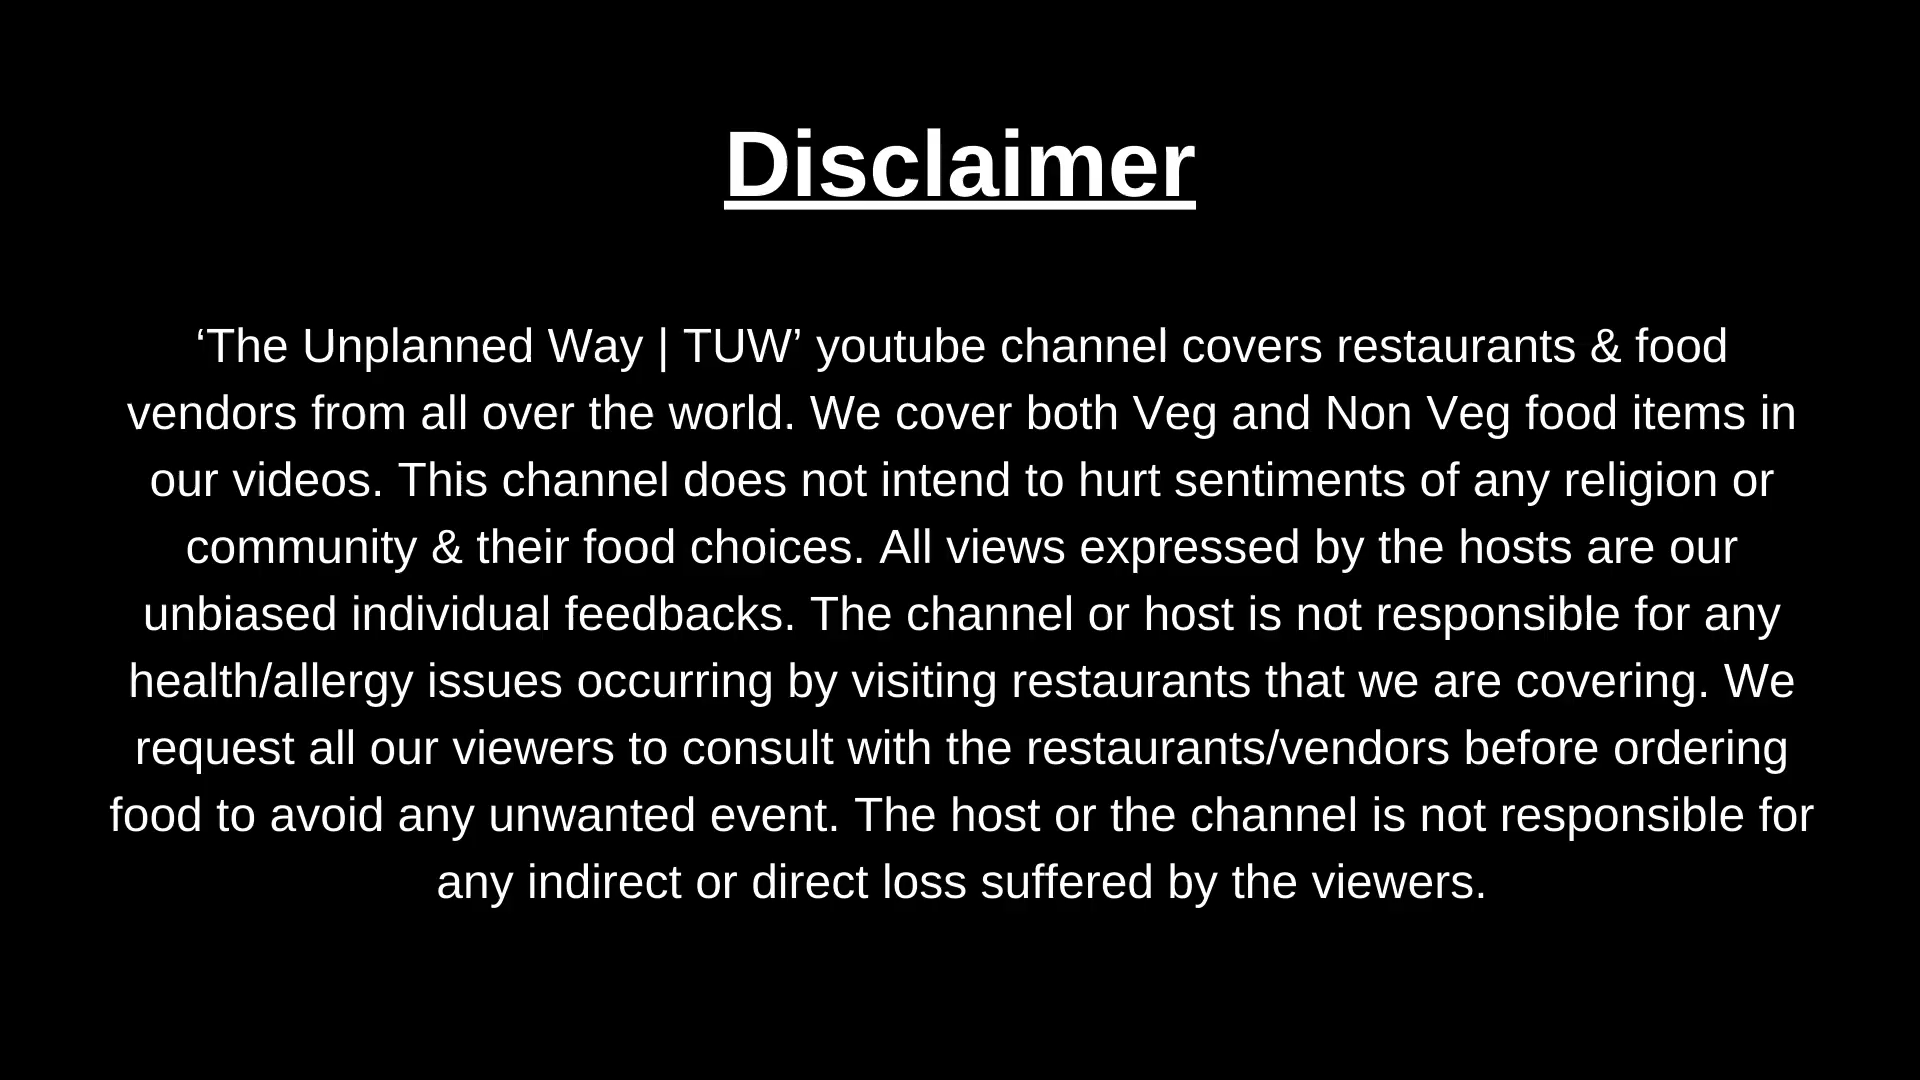 Disclaimer
‘The Unplanned Way | TUW’ youtube channel covers restaurants & food
vendors from all over the world. We cover both Veg and Non Veg food items in
our videos. This channel does not intend to hurt sentiments of any religion or
community & their food choices. All views expressed by the hosts are our
unbiased individual feedbacks. The channel or host is not responsible for any
health/allergy issues occurring by visiting restaurants that we are covering. We
request all our viewers to consult with the restaurants/vendors before ordering
food to avoid any unwanted event. The host or the channel is not responsible for
any indirect or direct loss suffered by the viewers.